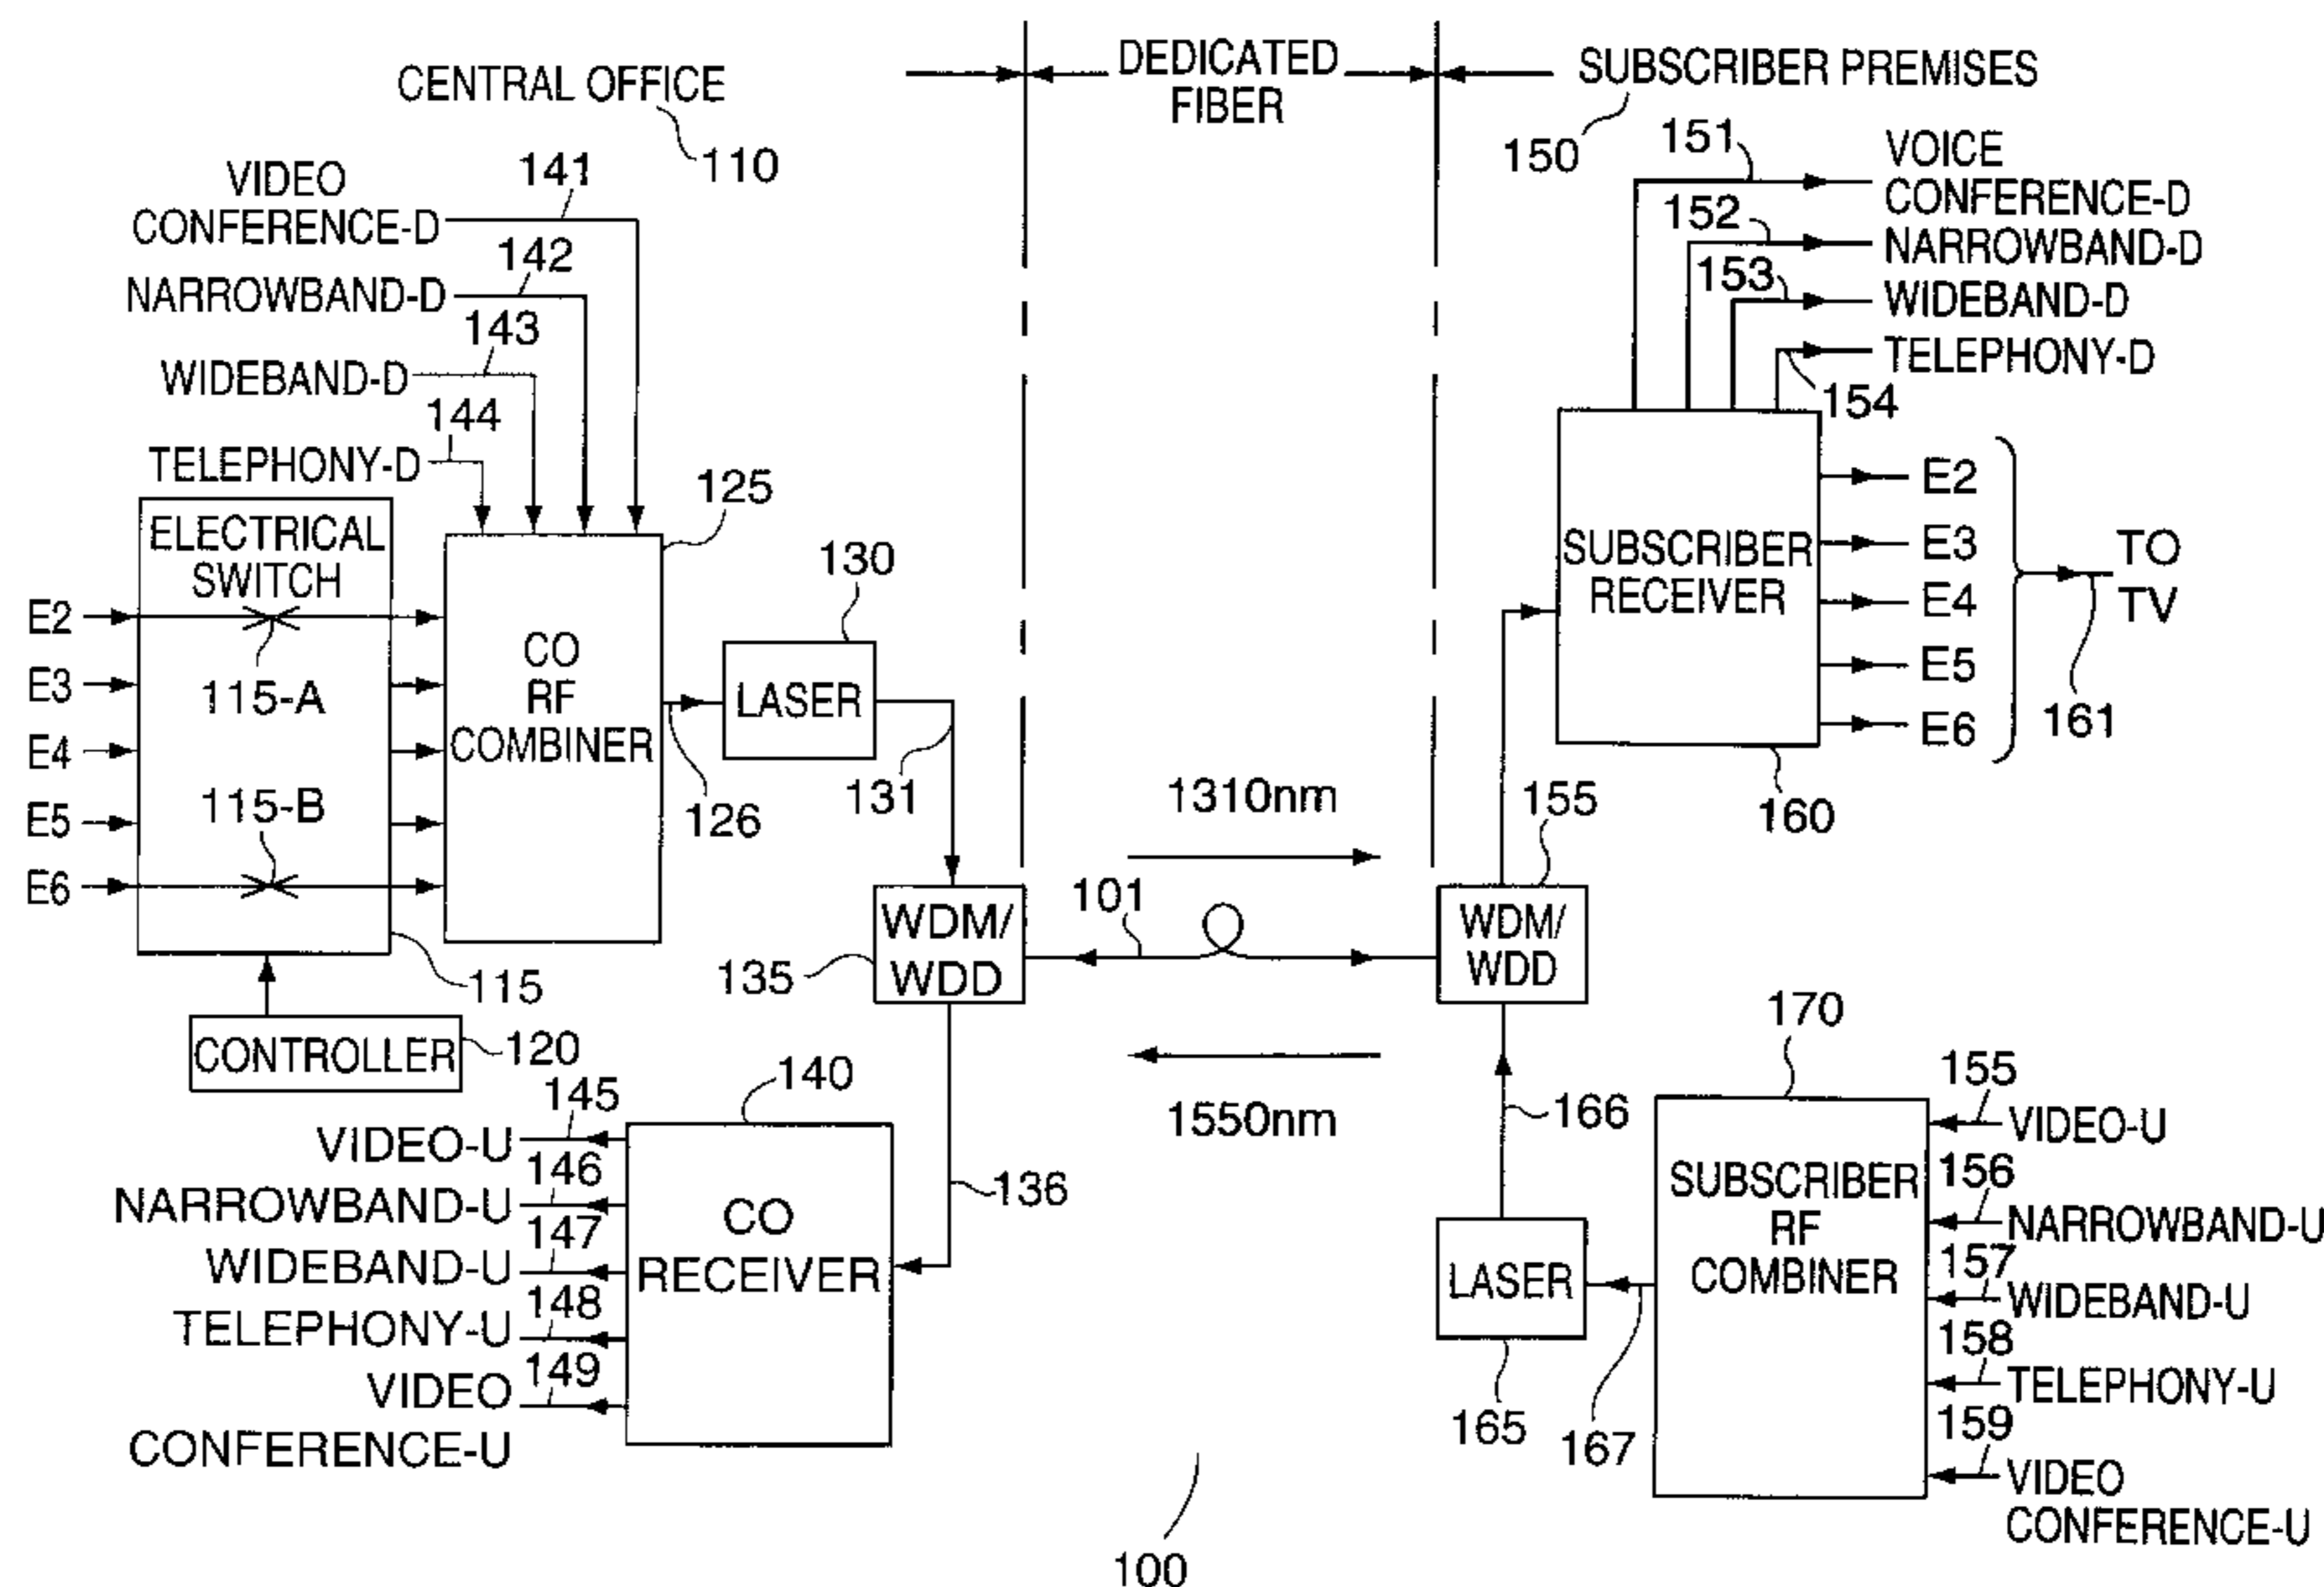 CENTRAL OFFICE
110
DEDICATED
FIBER
SUBSCRIBER PREMISES
150
VIDEO
CONFERENCE-D
141
NARROWBAND-D
142
WIDEBAND-D
143
TELEPHONY-D
144
ELECTRICAL
SWITCH
E2
E3
E4
E5
E6
115-A
115-B
115
CONTROLLER
120
CO
RF
COMBINER
125
126
LASER
130
131
WDM/
WDD
135
136
CO
RECEIVER
140
VIDEO-U
145
NARROWBAND-U
146
WIDEBAND-U
147
TELEPHONY-U
148
VIDEO
CONFERENCE-U
149
1310nm
101
1550nm
100
151
VOICE
CONFERENCE-D
152
NARROWBAND-D
153
WIDEBAND-D
TELEPHONY-D
154
SUBSCRIBER
RECEIVER
160
E2
E3
E4
E5
E6
TO
TV
161
155
WDM/
WDD
166
LASER
165
167
170
SUBSCRIBER
RF
COMBINER
155
VIDEO-U
156
NARROWBAND-U
157
WIDEBAND-U
158
TELEPHONY-U
159
VIDEO
CONFERENCE-U